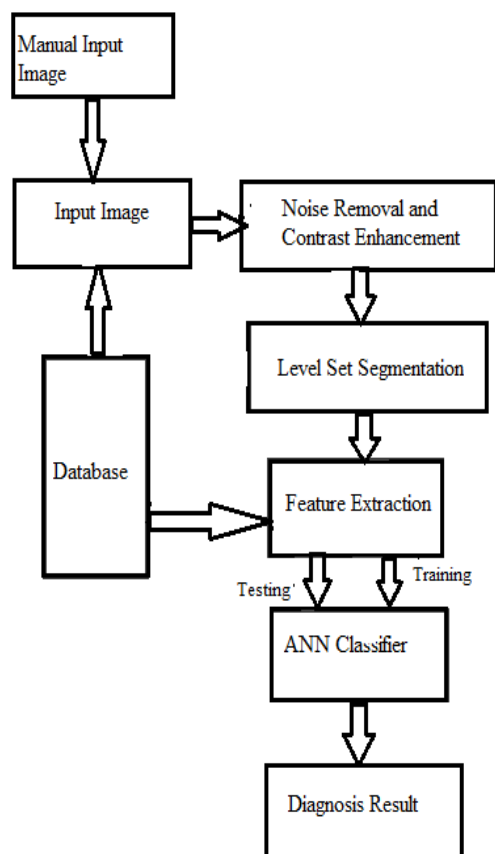 Manual Input
Image
Input Image
Noise Removal and
Contrast Enhancement
Level Set Segmentation
Database
Feature Extraction
Testing
Training
ANN Classifier
Diagnosis Result